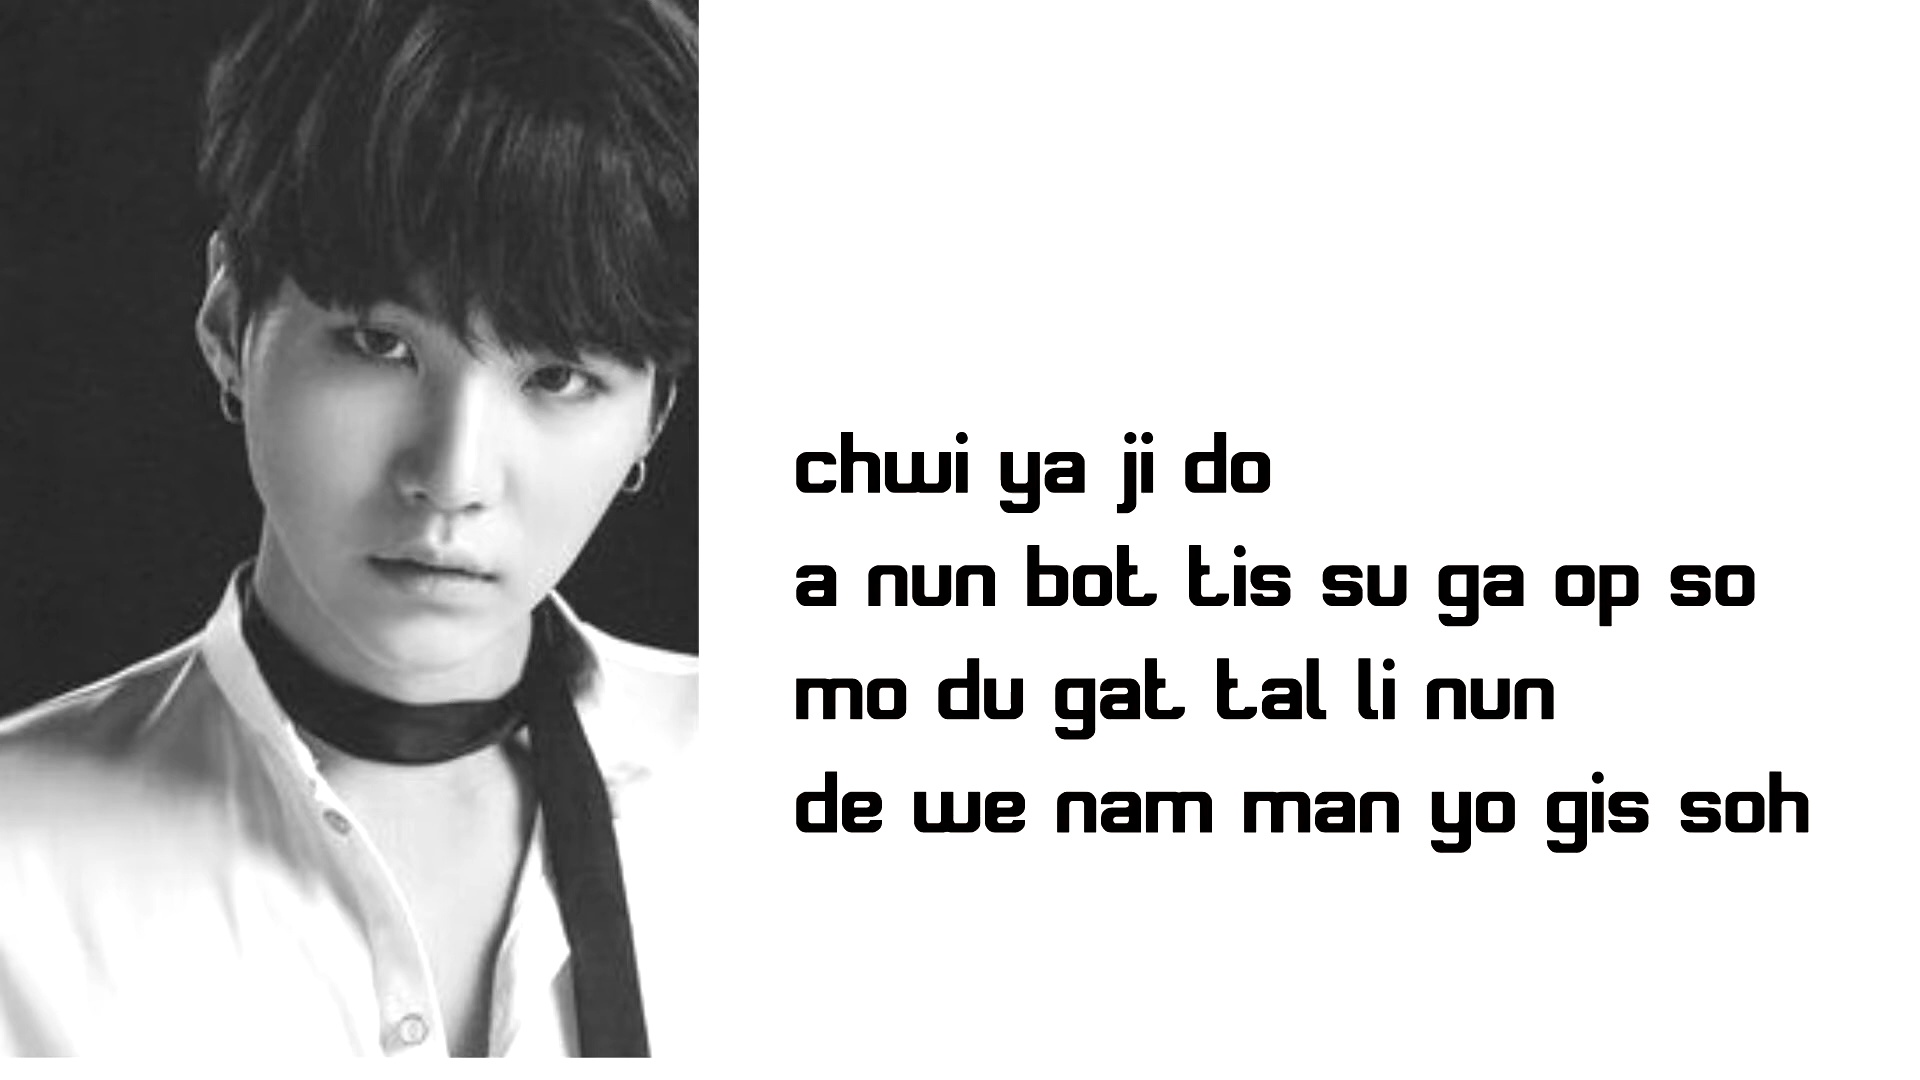 chwi ya ji do
a nun bot tis su ga op so
mo du gat tal li nun
de we nam man yo gis soh